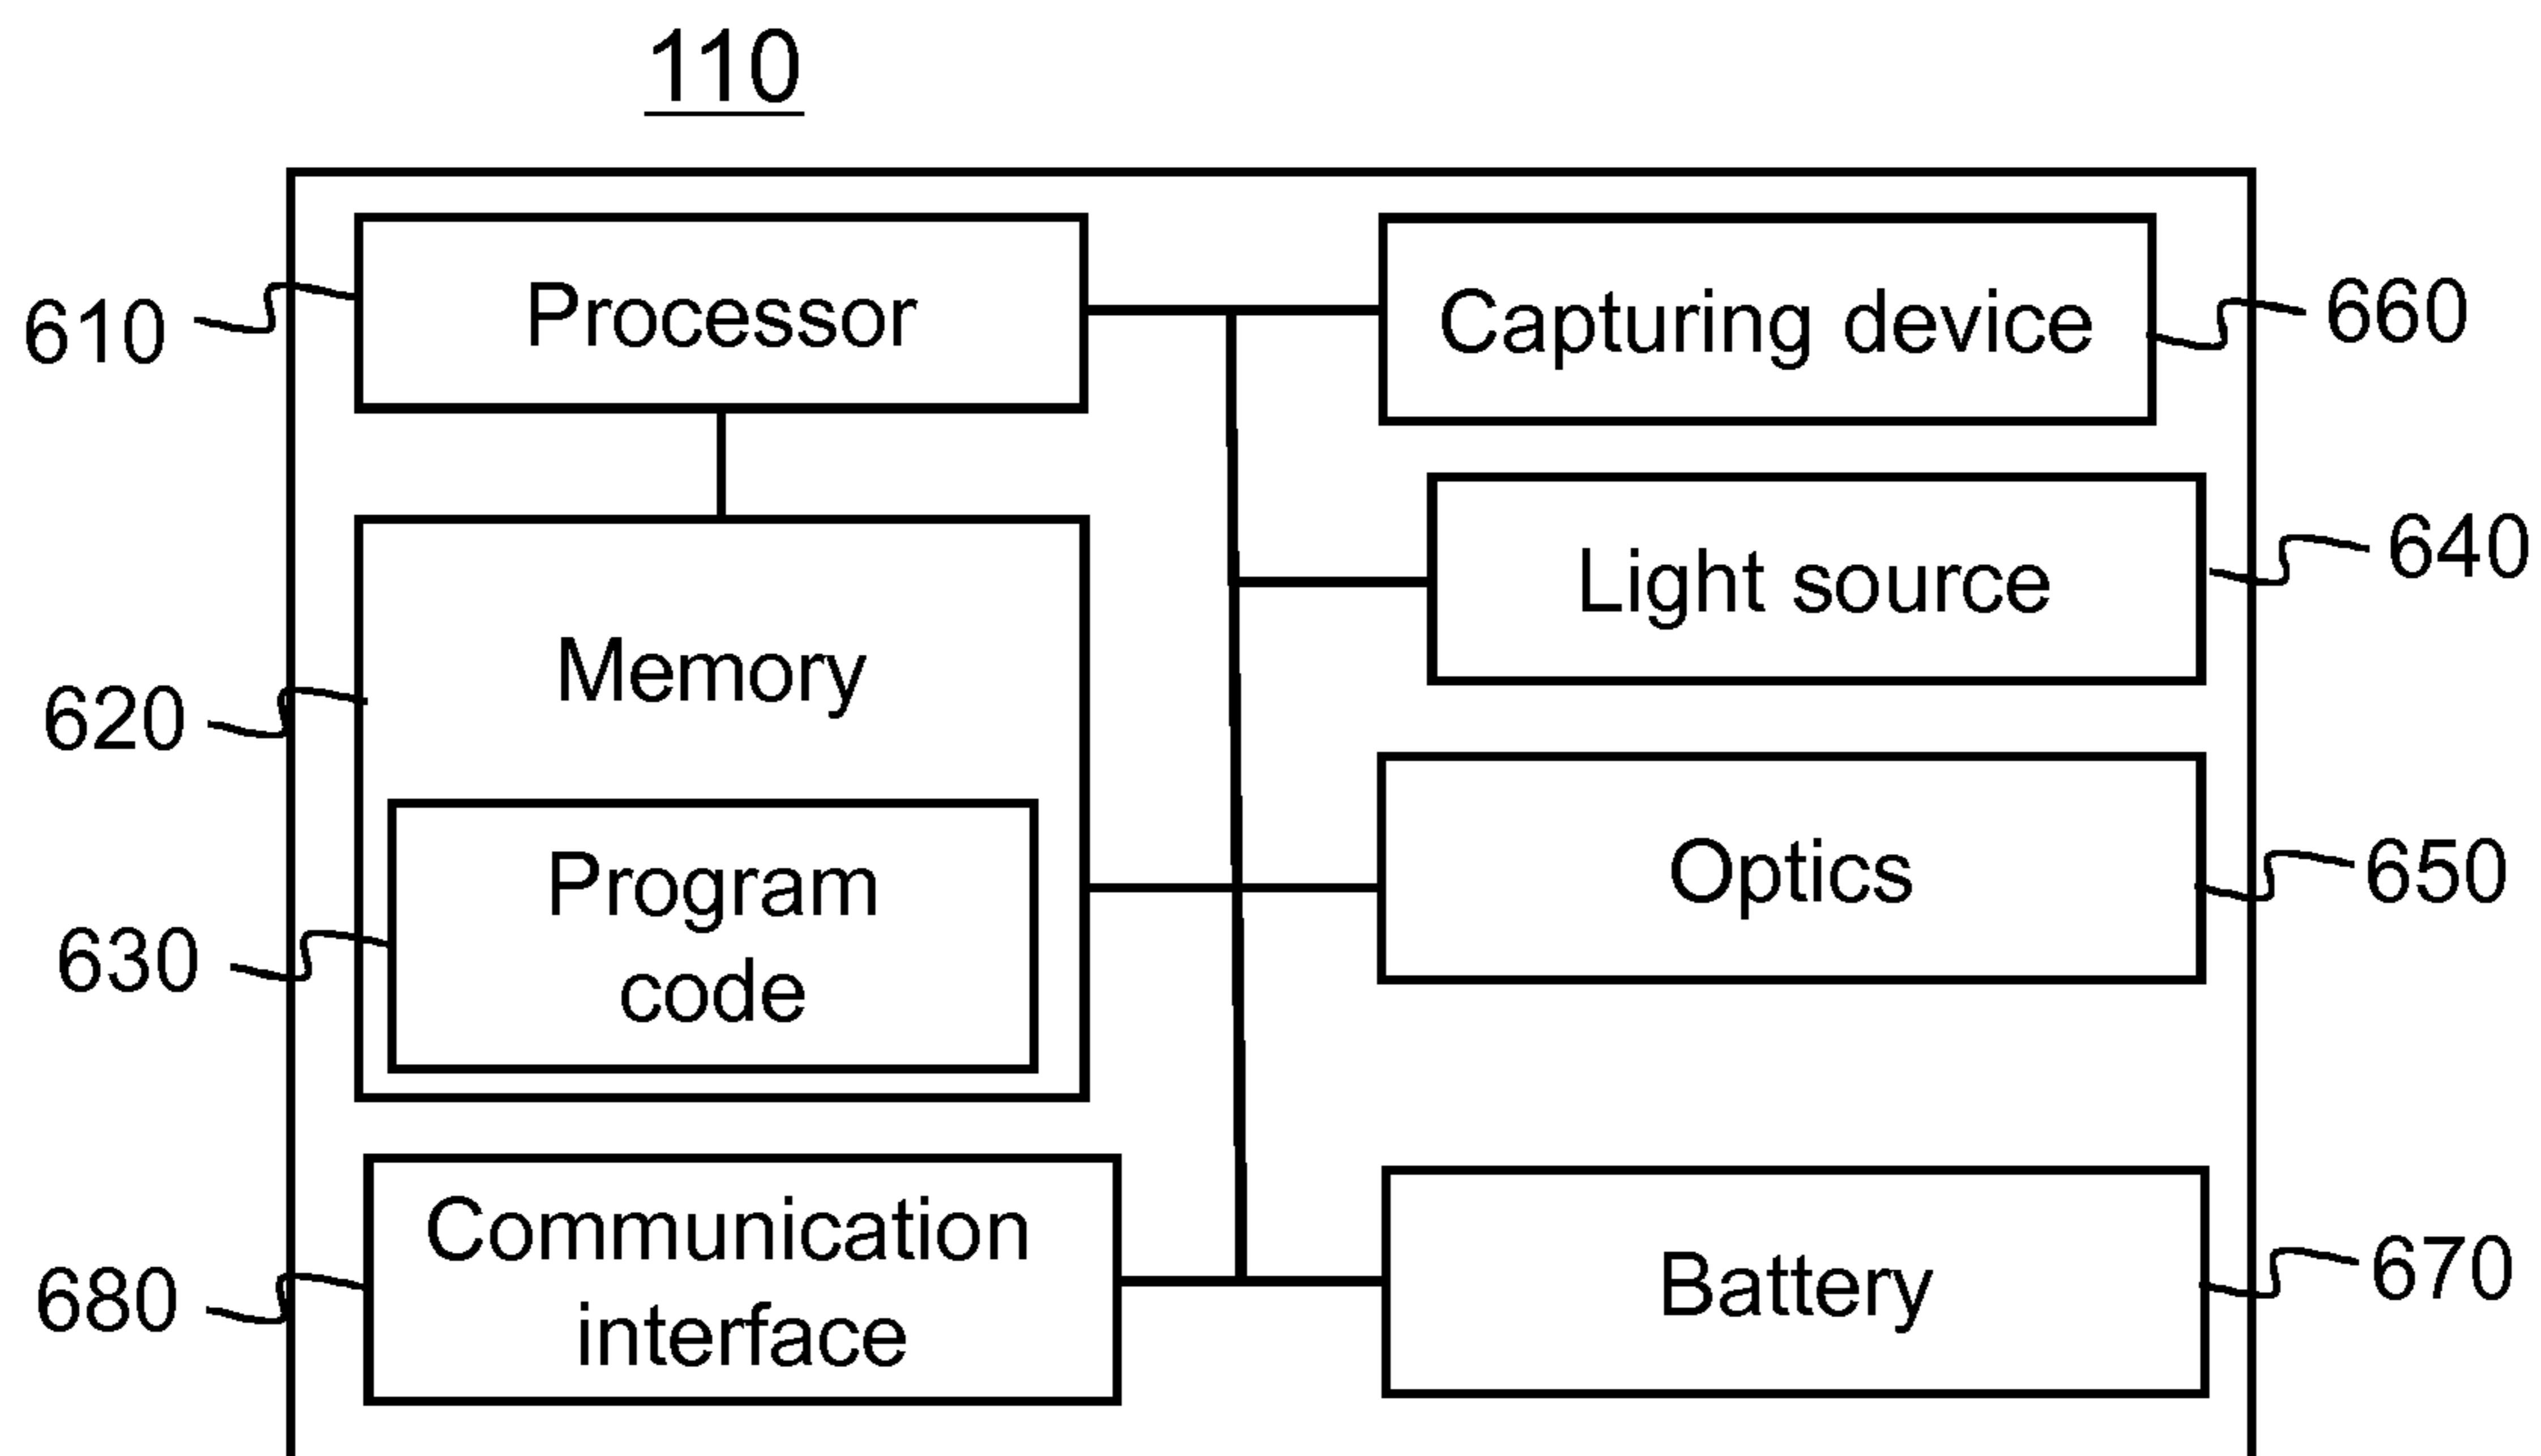 110
610
Processor
Capturing device
660
Light source
640
620
Memory
630
Program
code
Optics
650
680
Communication
interface
Battery
670